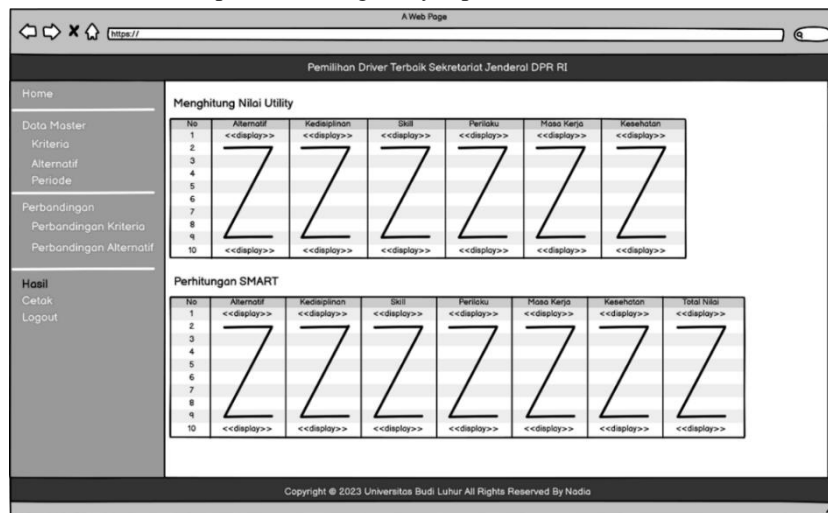 A Web Page
https://
Pemilihan Driver Terbaik Sekretariat Jenderal DPR RI
Home
Data Master
Kriteria
Alternatif
Periode
Perbandingan
Perbandingan Kriteria
Perbandingan Alternatif
Hasil
Cetak
Logout
Menghitung Nilai Utility
No Alternatif Kedisiplinan Skill Perilaku Masa Kerja Kesehatan
1 <<display>> <<display>> <<display>> <<display>> <<display>> <<display>>
2
3
4
5
6
7
8
9
10 <<display>> <<display>> <<display>> <<display>> <<display>> <<display>>
Perhitungan SMART
No Alternatif Kedisiplinan Skill Perilaku Masa Kerja Kesehatan Total Nilai
1 <<display>> <<display>> <<display>> <<display>> <<display>> <<display>> <<display>>
2
3
4
5
6
7
8
9
10 <<display>> <<display>> <<display>> <<display>> <<display>> <<display>> <<display>>
Copyright © 2023 Universitas Budi Luhur All Rights Reserved By Nadia